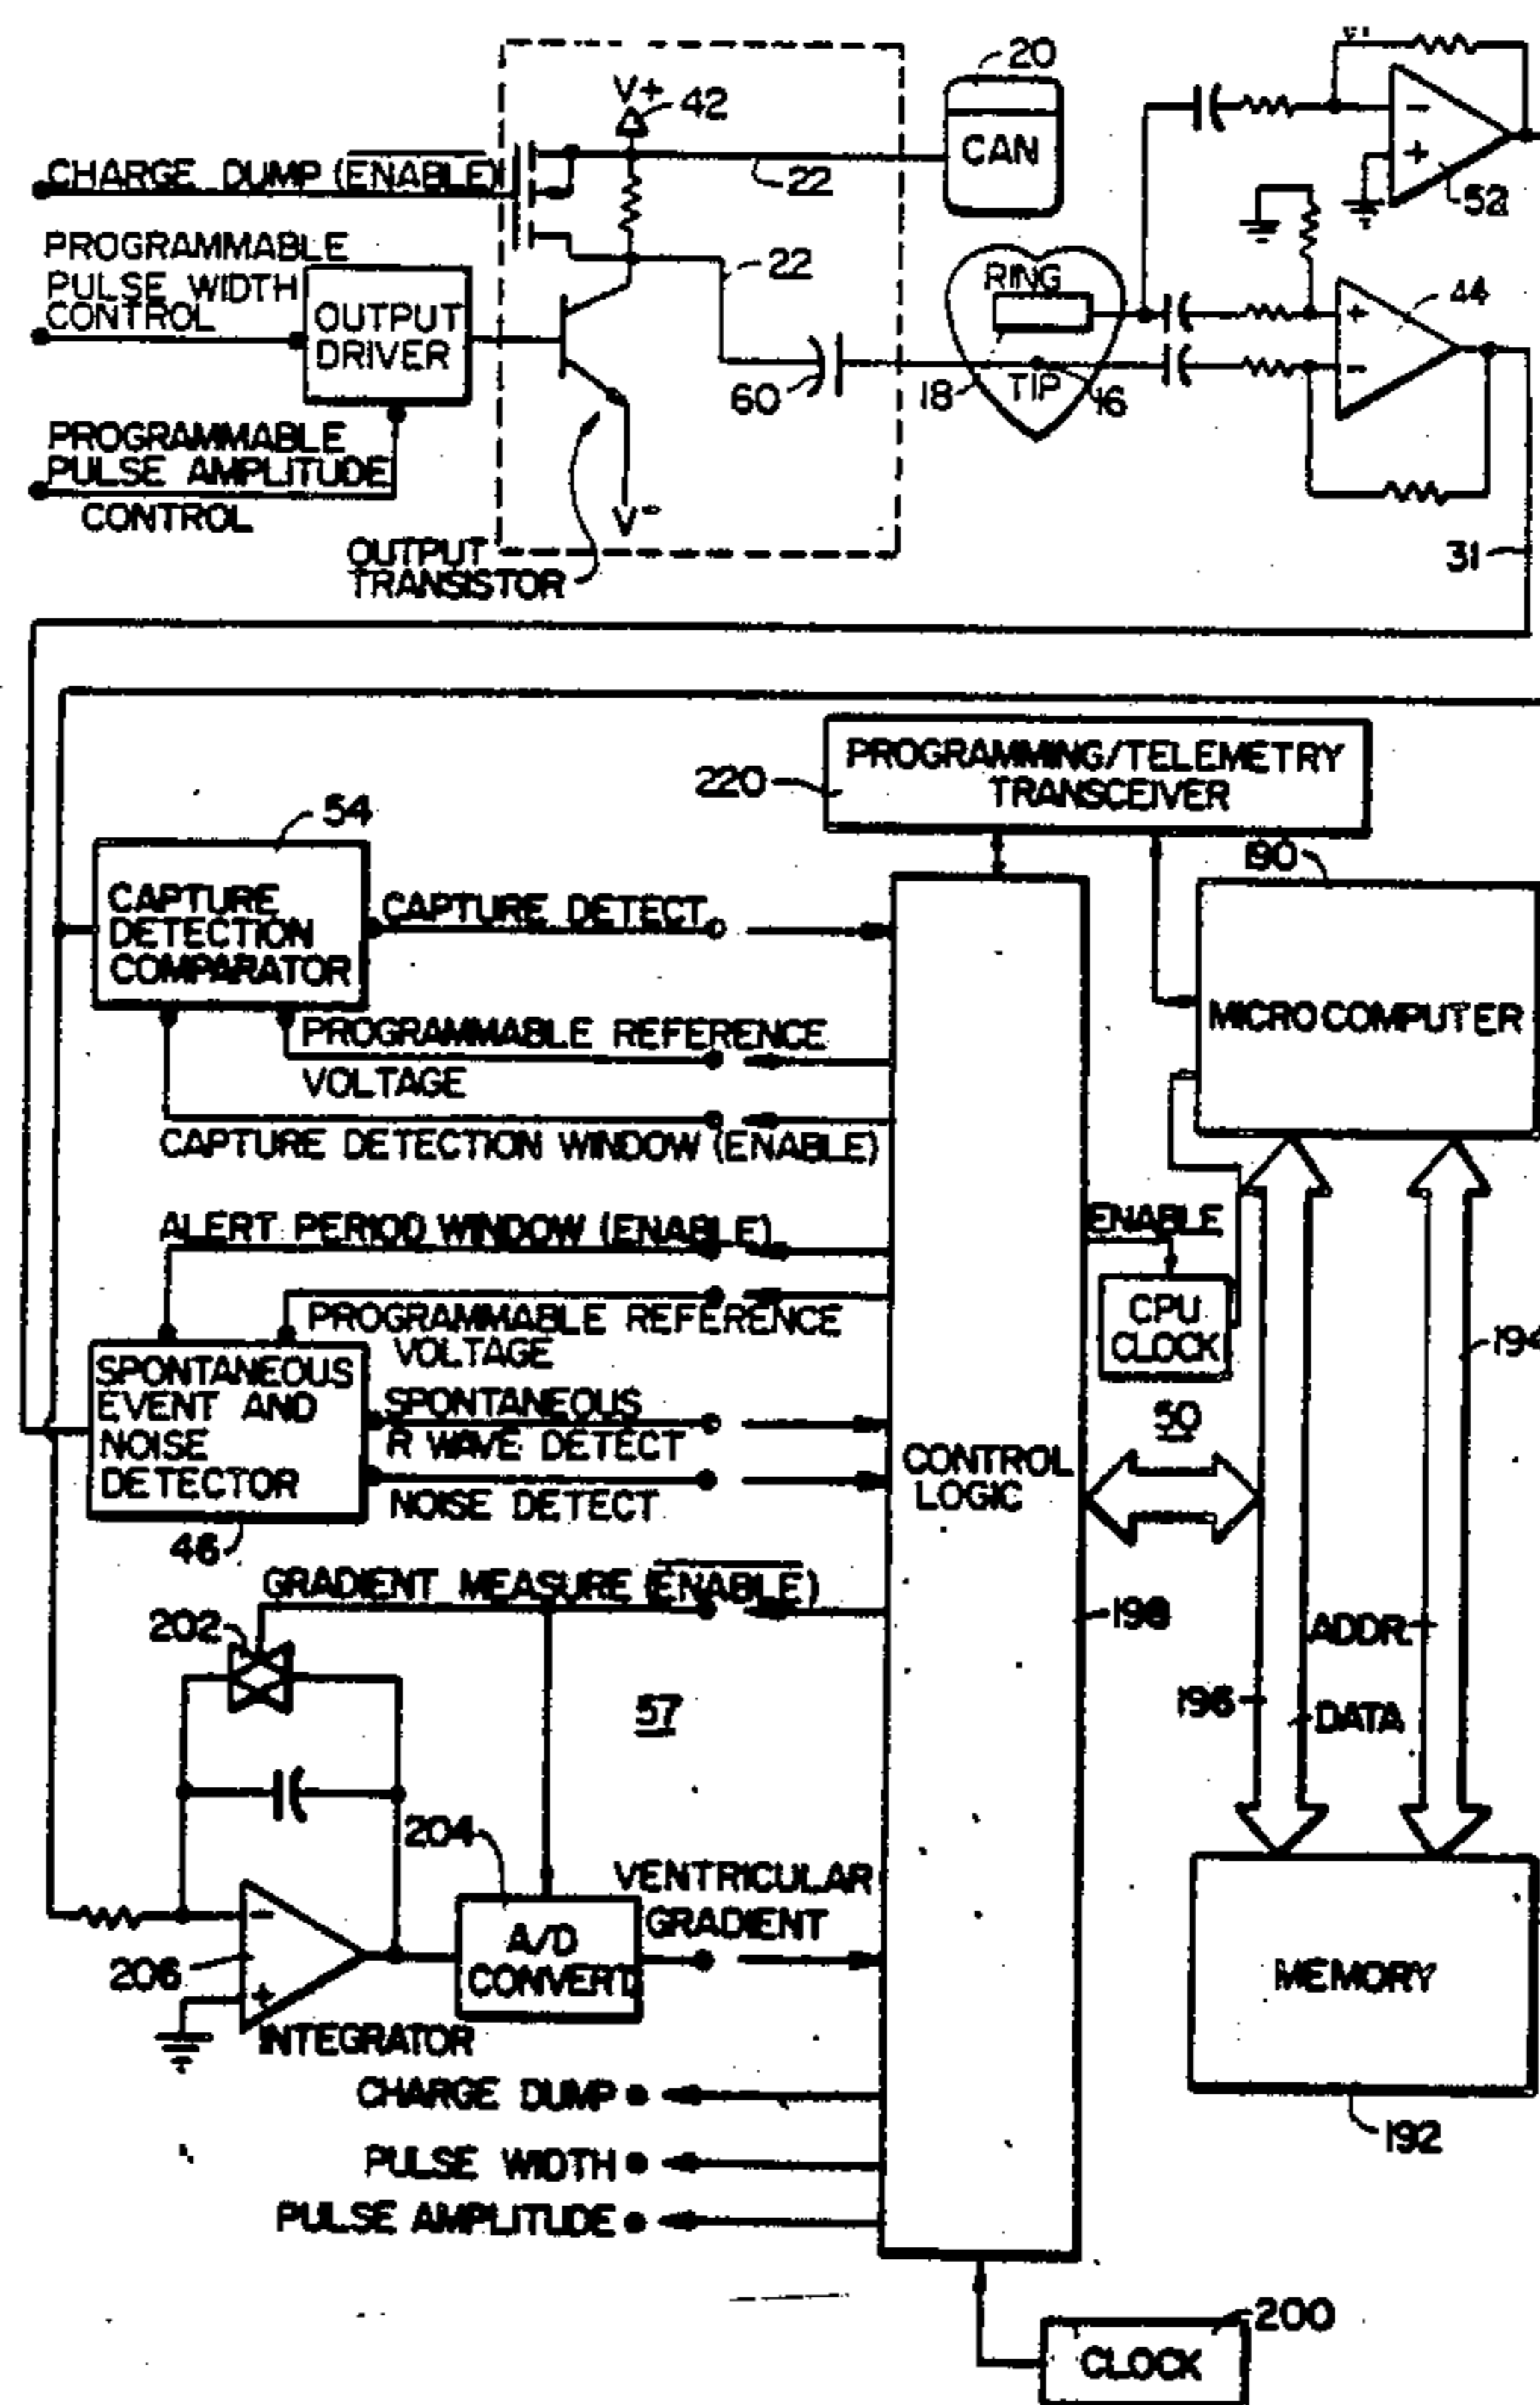 V+
42
20
CAN
22
CHARGE DUMP (ENABLE)
PROGRAMMABLE
PULSE WIDTH
CONTROL
OUTPUT
DRIVER
PROGRAMMABLE
PULSE AMPLITUDE
CONTROL
22
60
V-
OUTPUT
TRANSISTOR
RING
18
TIP
16
-
+
52
+
-
44
31
220
PROGRAMMING/TELEMETRY
TRANSCEIVER
54
CAPTURE
DETECTION
COMPARATOR
CAPTURE DETECT
PROGRAMMABLE REFERENCE
VOLTAGE
CAPTURE DETECTION WINDOW (ENABLE)
190
MICROCOMPUTER
ALERT PERIOD WINDOW (ENABLE)
PROGRAMMABLE REFERENCE
VOLTAGE
ENABLE
CPU
CLOCK
194
50
SPONTANEOUS
EVENT AND
NOISE
DETECTOR
46
SPONTANEOUS
R WAVE DETECT
NOISE DETECT
CONTROL
LOGIC
GRADIENT MEASURE (ENABLE)
202
198
ADDR.
196
DATA
57
204
VENTRICULAR
GRADIENT
A/D
CONVERT
-
+
206
INTEGRATOR
MEMORY
192
CHARGE DUMP
PULSE WIDTH
PULSE AMPLITUDE
200
CLOCK